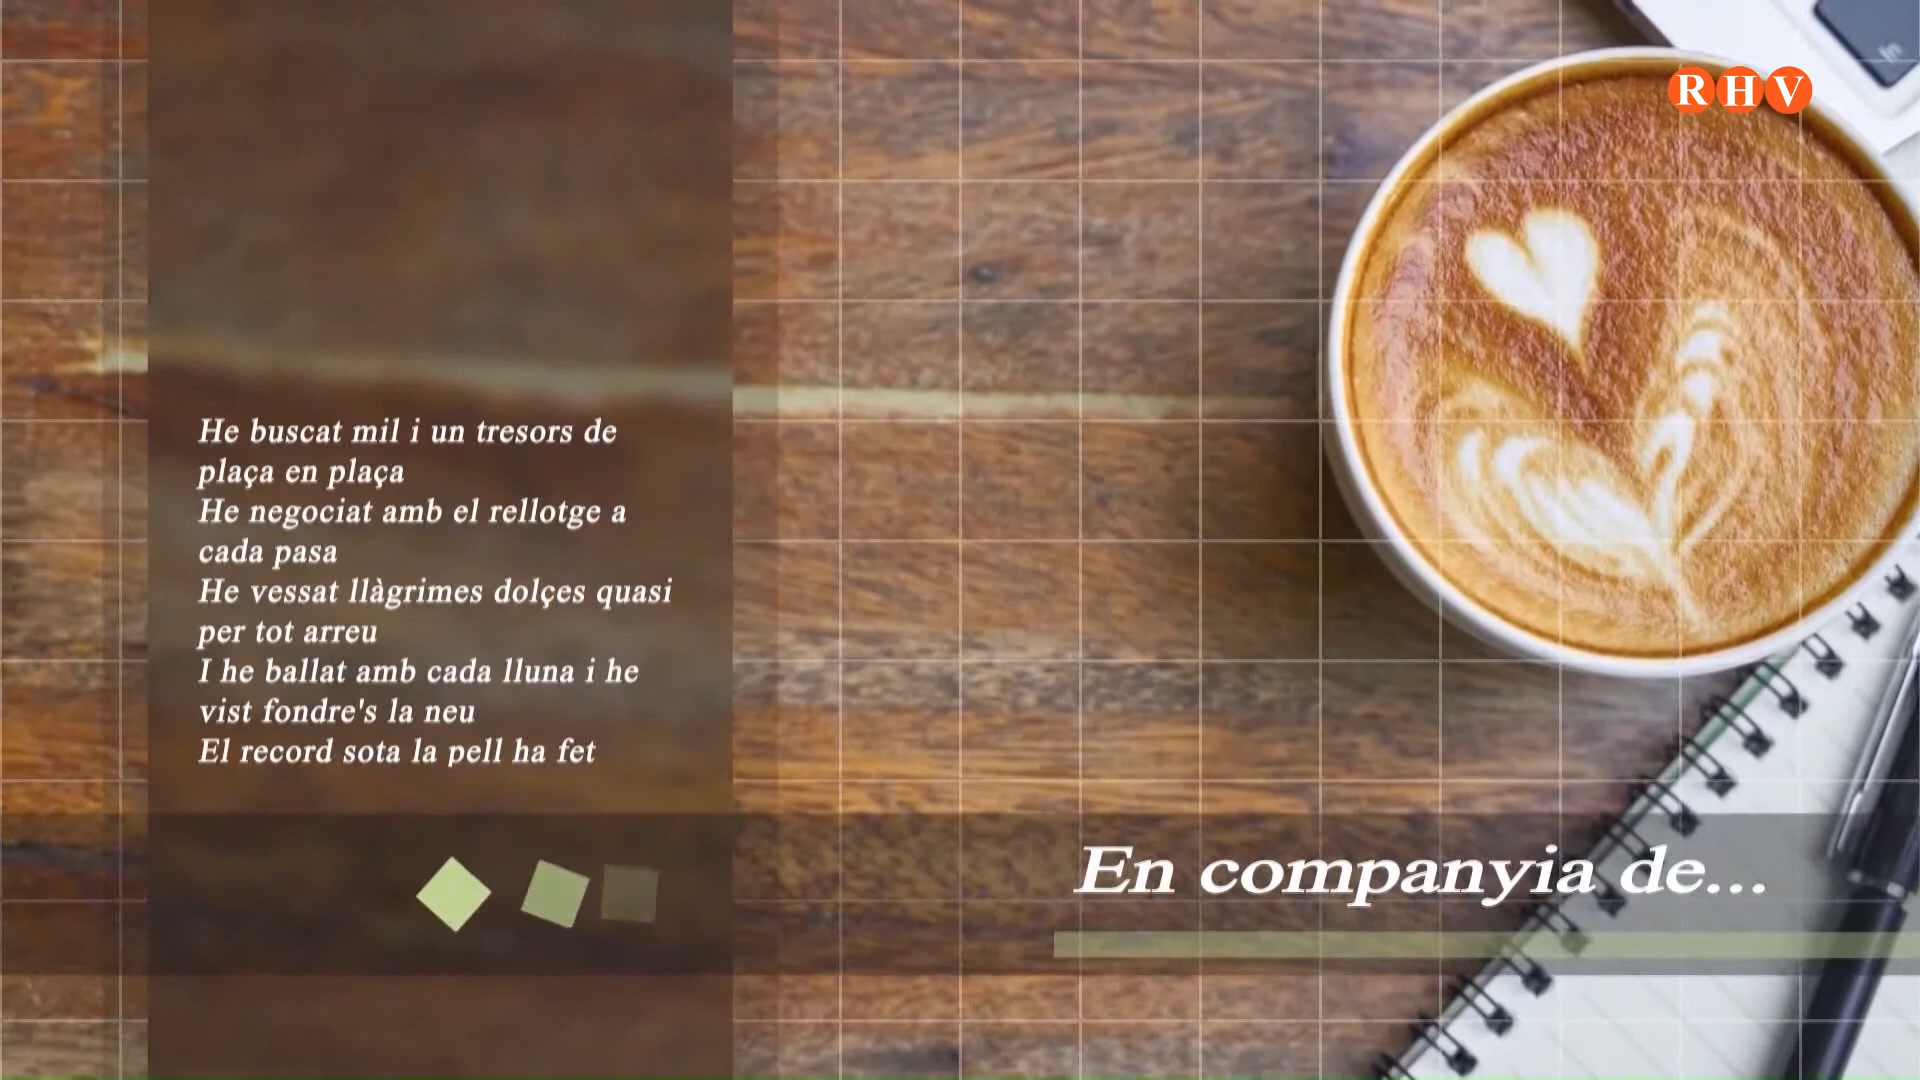 RHV
He buscat mil i un tresors de
plaça en plaça
He negociat amb el rellotge a
cada pasa
He vessat llàgrimes dolçes quasi
per tot arreu
I he ballat amb cada lluna i he
vist fondre's la neu
El record sota la pell ha fet
En companyia de...
fn